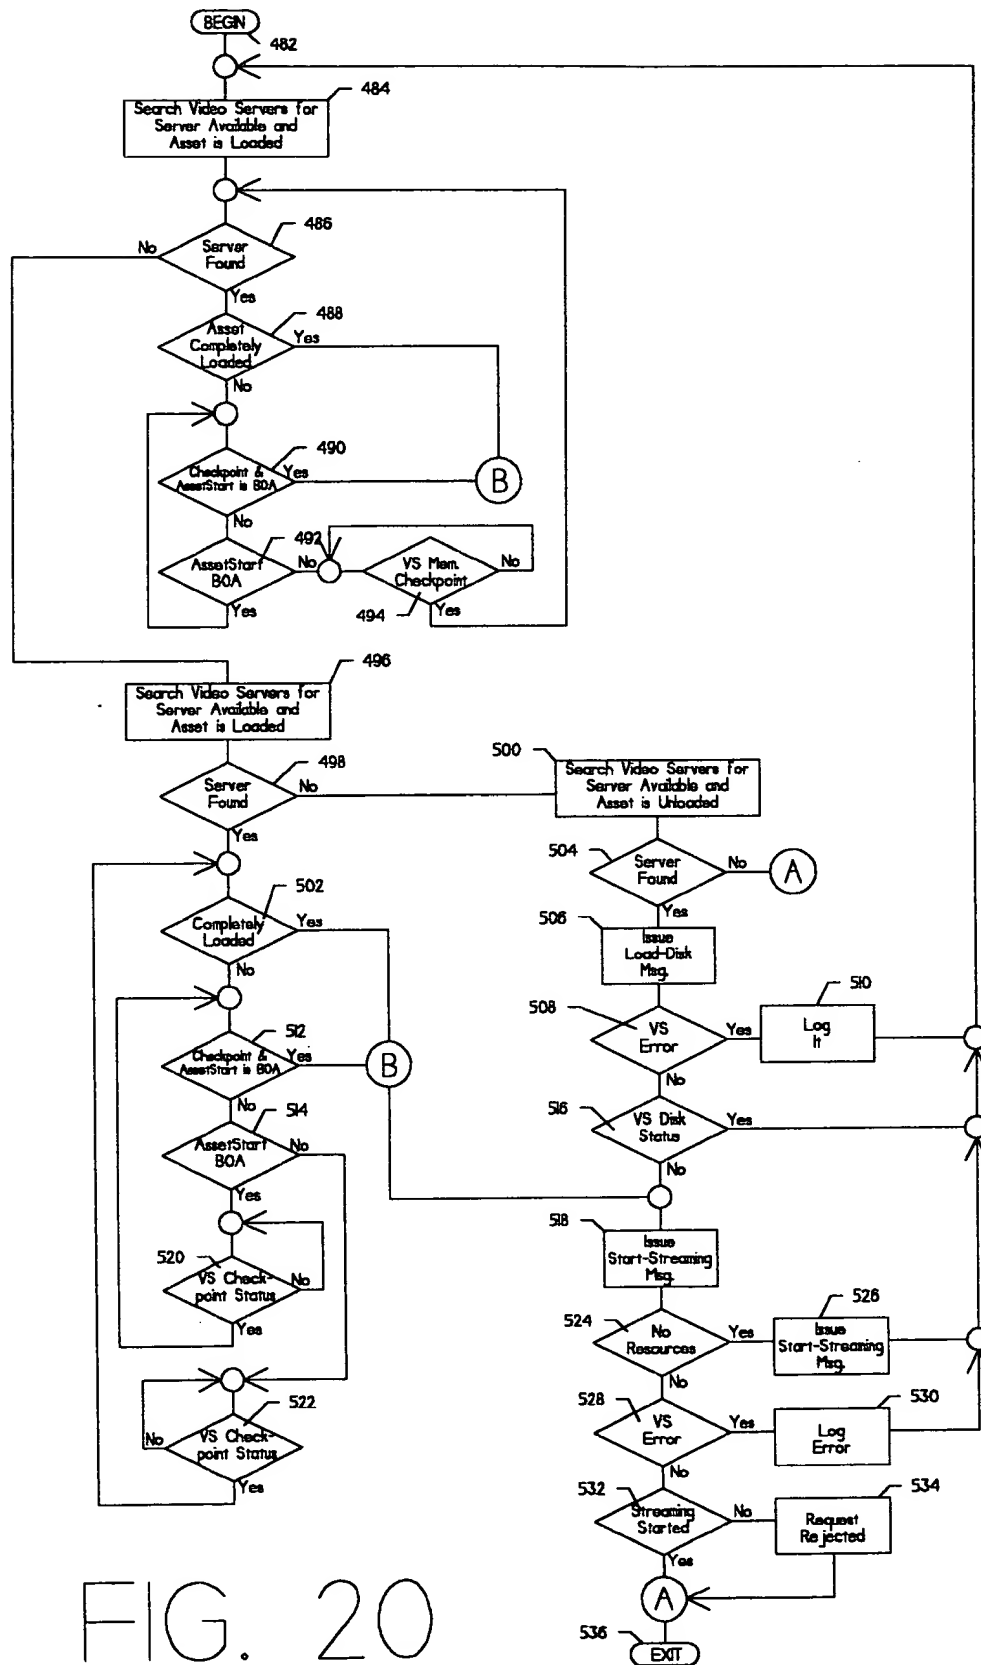 BEGIN
482
484
Search Video Servers for
Server Available and
Asset is Loaded
486
No
Server
Found
Yes
488
Asset
Completely
Loaded
Yes
No
490
Checkpoint &
AssetStart is BOA
Yes
B
No
492
AssetStart
BOA
No
Yes
VS Mem.
Checkpoint
No
494
Yes
496
Search Video Servers for
Server Available and
Asset is Loaded
498
Server
Found
No
Yes
500
Search Video Servers for
Server Available and
Asset is Unloaded
504
Server
Found
No
A
Yes
502
Completely
Loaded
Yes
No
506
Issue
Load-Disk
Msg.
508
VS
Error
Yes
No
510
Log
It
512
Checkpoint &
AssetStart is BOA
Yes
B
No
514
AssetStart
BOA
No
Yes
516
VS Disk
Status
Yes
No
518
Issue
Start-Streaming
Msg.
520
VS Check-
point Status
No
Yes
524
No
Resources
Yes
No
526
Issue
Start-Streaming
Msg.
522
VS Check-
point Status
No
Yes
528
VS
Error
Yes
No
530
Log
Error
532
Streaming
Started
No
Yes
534
Request
Rejected
A
536
EXIT
FIG. 20